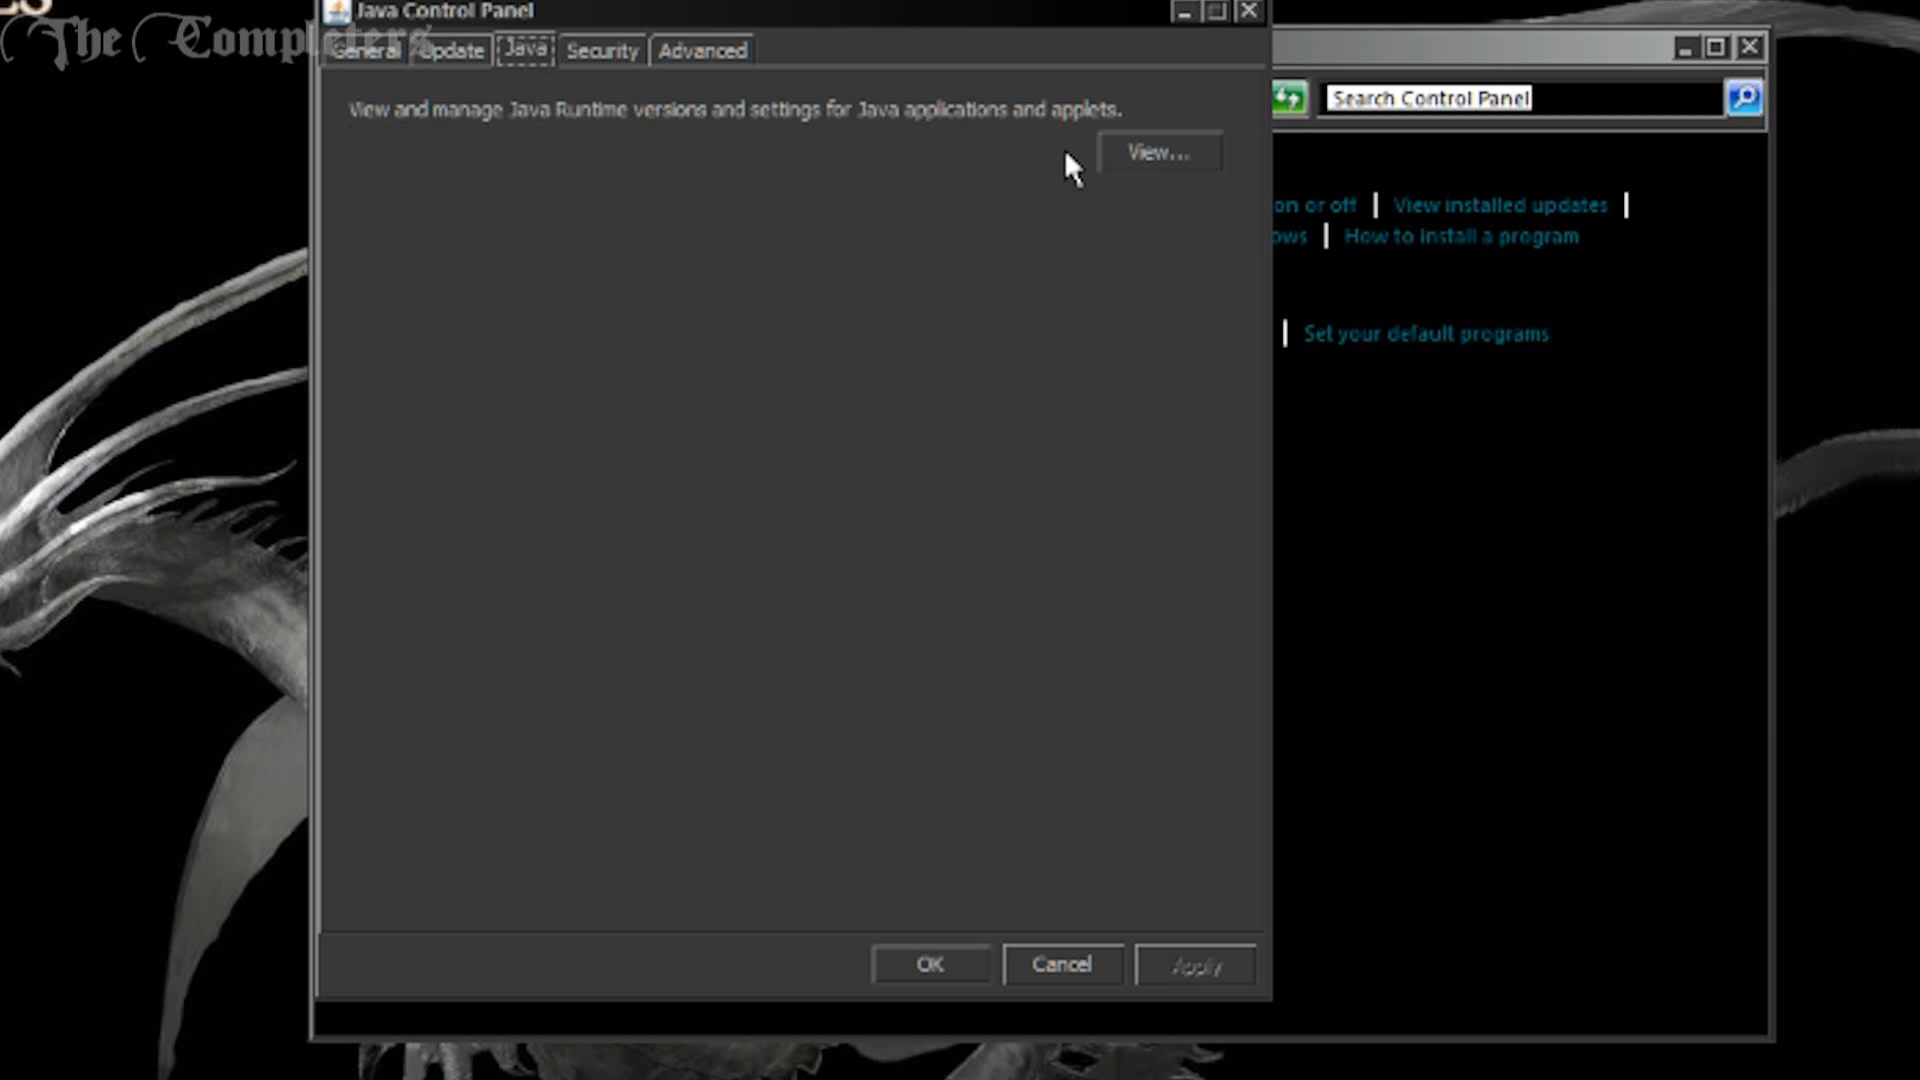 Java Control Panel
The Completers
General Update Java Security Advanced
View and manage Java Runtime versions and settings for Java applications and applets.
View...
Search Control Panel
on or off | View installed updates |
ows | How to install a program
| Set your default programs
OK Cancel Apply